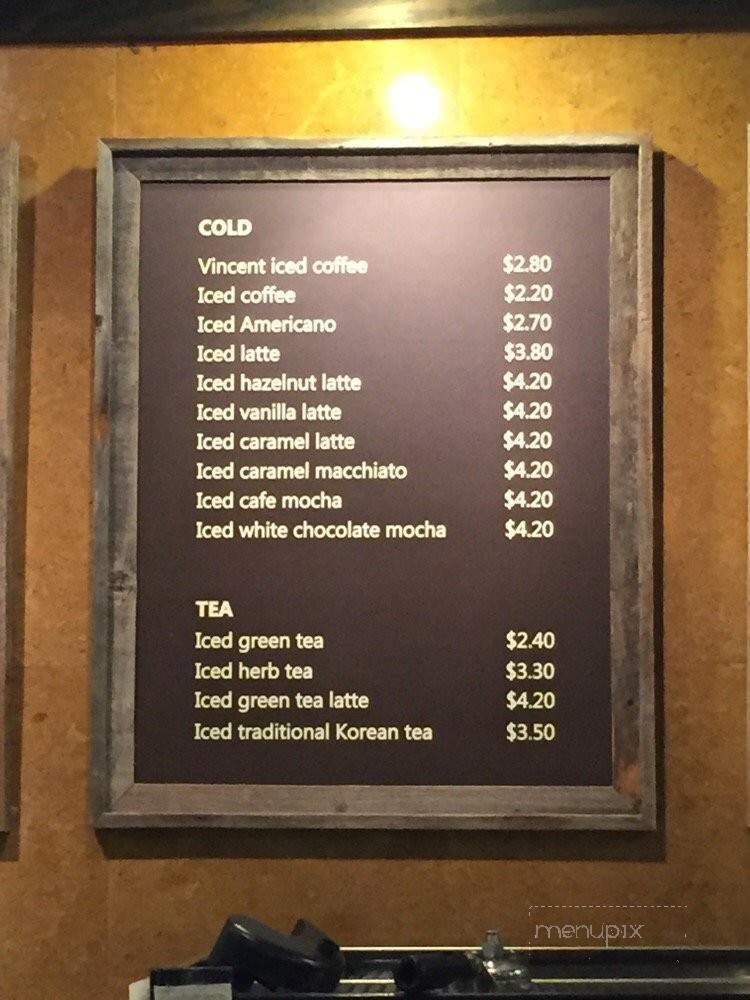 COLD
Vincent iced coffee $2.80
Iced coffee $2.20
Iced Americano $2.70
Iced latte $3.80
Iced hazelnut latte $4.20
Iced vanilla latte $4.20
Iced caramel latte $4.20
Iced caramel macchiato $4.20
Iced cafe mocha $4.20
Iced white chocolate mocha $4.20
TEA
Iced green tea $2.40
Iced herb tea $3.30
Iced green tea latte $4.20
Iced traditional Korean tea $3.50
menupix